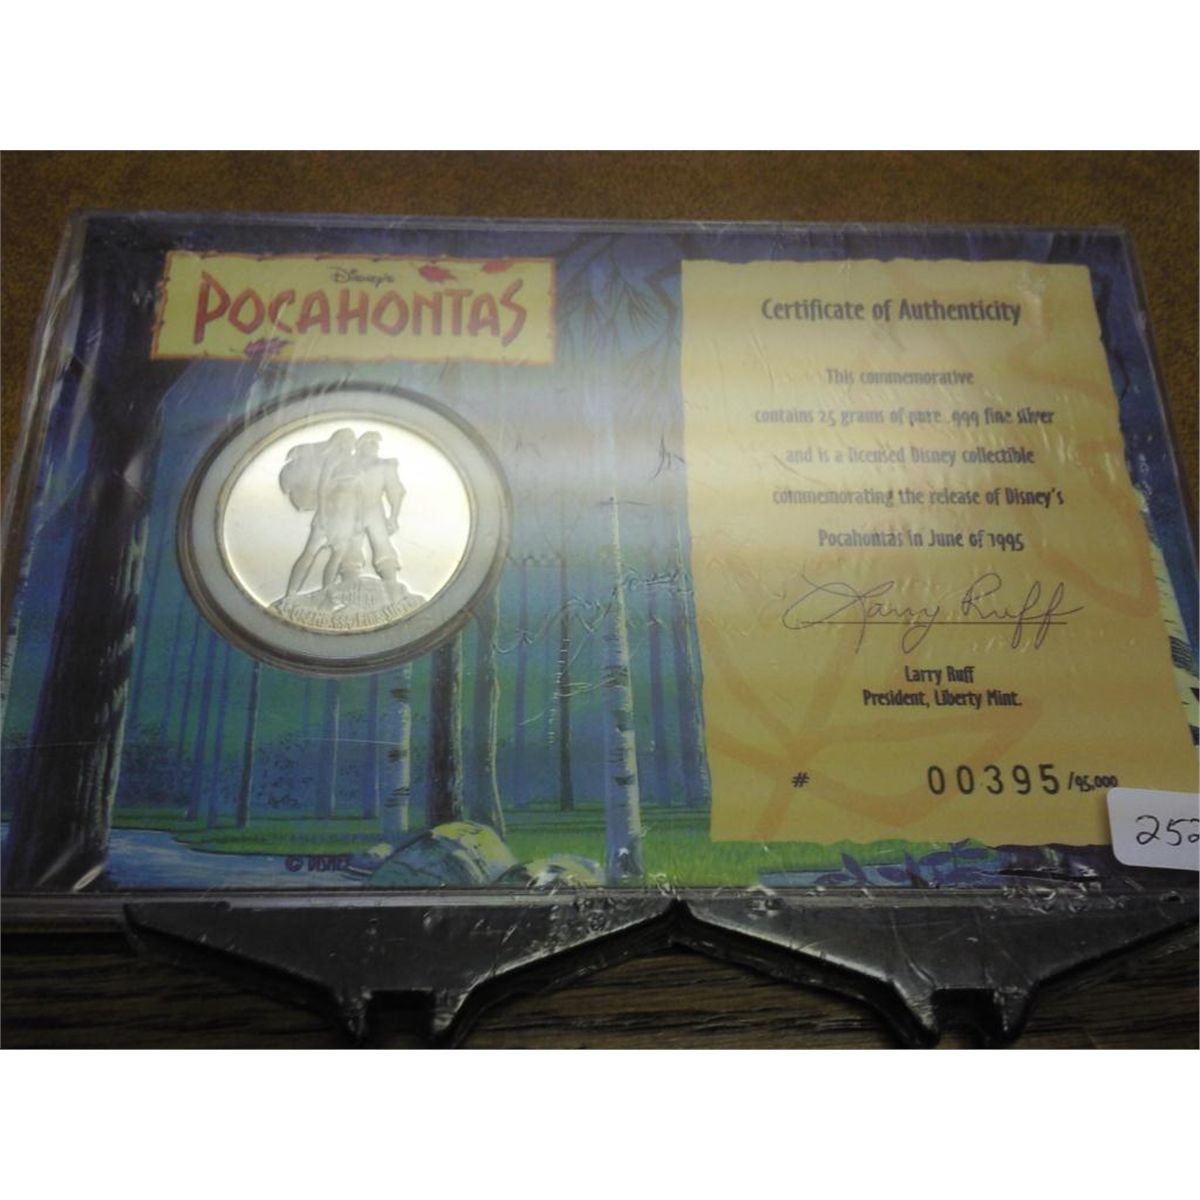 Disney's
POCAHONTAS
Certificate of Authenticity
This commemorative
contains 25 grams of pure .999 fine silver
and is a licensed Disney collectible
commemorating the release of Disney's
Pocahontas in June of 1995
Larry Ruff
Larry Ruff
President, Liberty Mint.
# 00395/95,000
252
© DISNEY